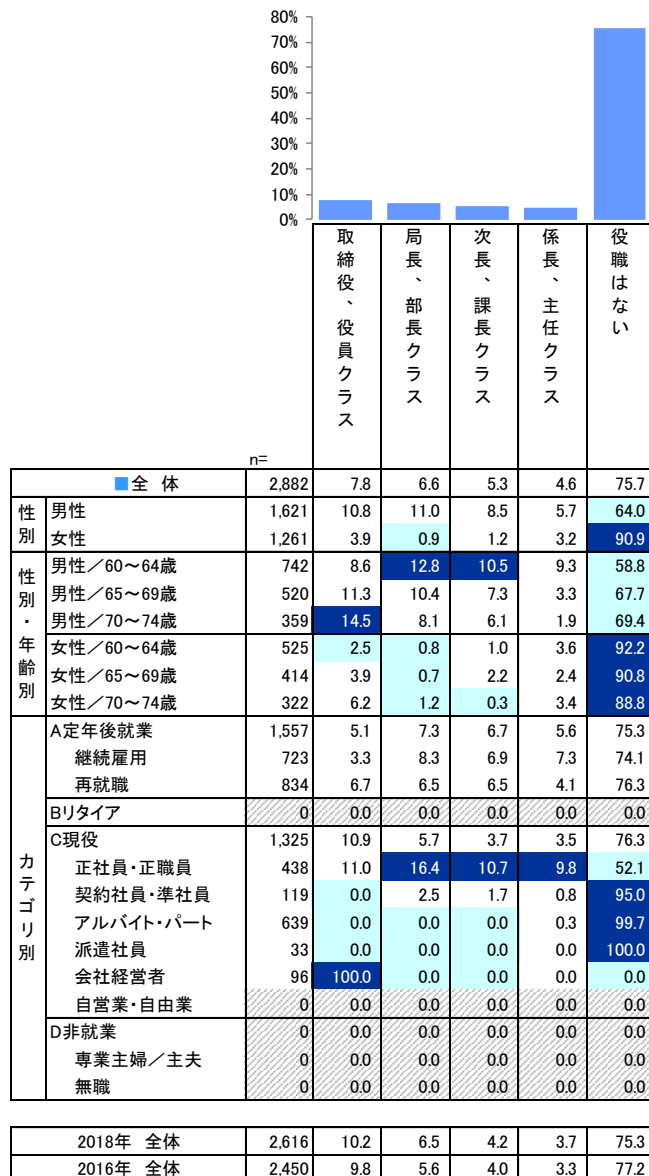 80%
70%
60%
50%
40%
30%
20%
10%
0%
取締役、役員クラス
局長、部長クラス
次長、課長クラス
係長、主任クラス
役職はない
n=
■全 体 2,882 7.8 6.6 5.3 4.6 75.7
性別
男性 1,621 10.8 11.0 8.5 5.7 64.0
女性 1,261 3.9 0.9 1.2 3.2 90.9
性別・年齢別
男性／60～64歳 742 8.6 12.8 10.5 9.3 58.8
男性／65～69歳 520 11.3 10.4 7.3 3.3 67.7
男性／70～74歳 359 14.5 8.1 6.1 1.9 69.4
女性／60～64歳 525 2.5 0.8 1.0 3.6 92.2
女性／65～69歳 414 3.9 0.7 2.2 2.4 90.8
女性／70～74歳 322 6.2 1.2 0.3 3.4 88.8
カテゴリ別
A定年後就業 1,557 5.1 7.3 6.7 5.6 75.3
継続雇用 723 3.3 8.3 6.9 7.3 74.1
再就職 834 6.7 6.5 6.5 4.1 76.3
Bリタイア 0 0.0 0.0 0.0 0.0 0.0
C現役 1,325 10.9 5.7 3.7 3.5 76.3
正社員・正職員 438 11.0 16.4 10.7 9.8 52.1
契約社員・準社員 119 0.0 2.5 1.7 0.8 95.0
アルバイト・パート 639 0.0 0.0 0.0 0.3 99.7
派遣社員 33 0.0 0.0 0.0 0.0 100.0
会社経営者 96 100.0 0.0 0.0 0.0 0.0
自営業・自由業 0 0.0 0.0 0.0 0.0 0.0
D非就業 0 0.0 0.0 0.0 0.0 0.0
専業主婦／主夫 0 0.0 0.0 0.0 0.0 0.0
無職 0 0.0 0.0 0.0 0.0 0.0
2018年 全体 2,616 10.2 6.5 4.2 3.7 75.3
2016年 全体 2,450 9.8 5.6 4.0 3.3 77.2